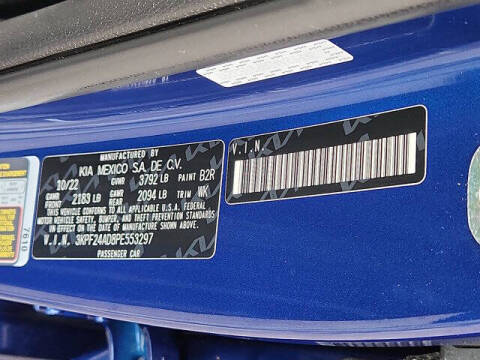 MANUFACTURED BY
KIA MEXICO S.A. DE C.V.
10/22 GVWR 3792 LB PAINT B2R
GAWR FRONT 2183 LB GAWR REAR 2094 LB TRIM WK
THIS VEHICLE CONFORMS TO ALL APPLICABLE U.S.A. FEDERAL
MOTOR VEHICLE SAFETY, BUMPER, AND THEFT PREVENTION STANDARDS
IN EFFECT ON THE DATE OF MANUFACTURE SHOWN ABOVE.
V.I.N. 3KPF24AD8PE553297
PASSENGER CAR
V.I.N
7610